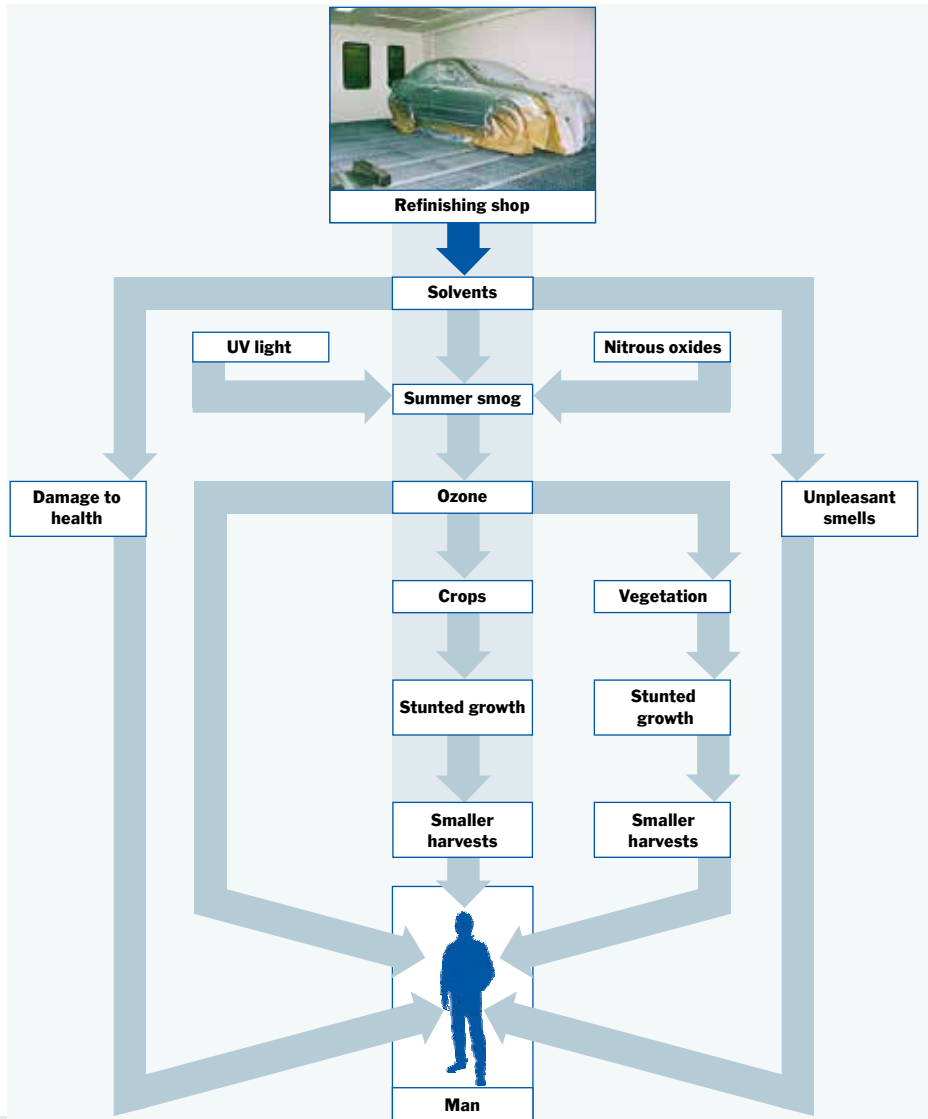 Refinishing shop
Solvents
UV light
Nitrous oxides
Summer smog
Damage to
health
Ozone
Unpleasant
smells
Crops
Vegetation
Stunted growth
Stunted
growth
Smaller
harvests
Smaller
harvests
Man